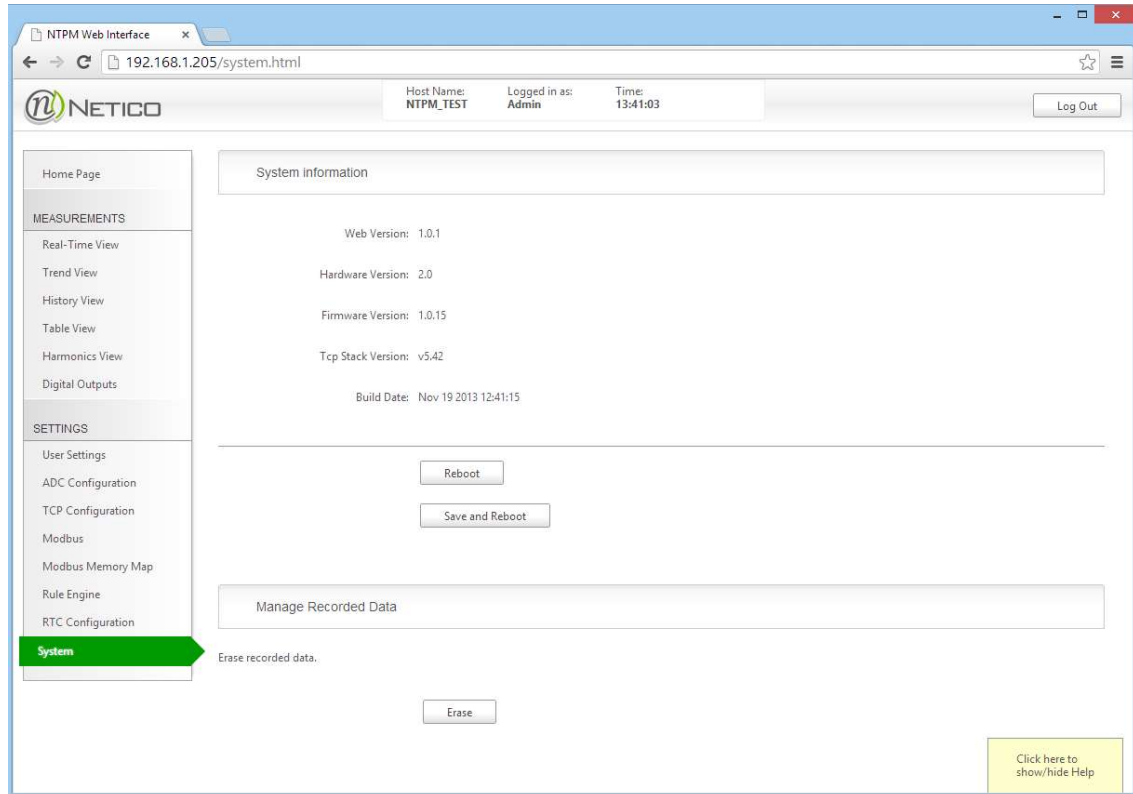 NTPM Web Interface
192.168.1.205/system.html
NETICO
Host Name: Logged in as: Time:
NTPM_TEST Admin 13:41:03
Log Out
Home Page
MEASUREMENTS
Real-Time View
Trend View
History View
Table View
Harmonics View
Digital Outputs
SETTINGS
User Settings
ADC Configuration
TCP Configuration
Modbus
Modbus Memory Map
Rule Engine
RTC Configuration
System
System information
Web Version: 1.0.1
Hardware Version: 2.0
Firmware Version: 1.0.15
Tcp Stack Version: v5.42
Build Date: Nov 19 2013 12:41:15
Reboot
Save and Reboot
Manage Recorded Data
Erase recorded data.
Erase
Click here to
show/hide Help